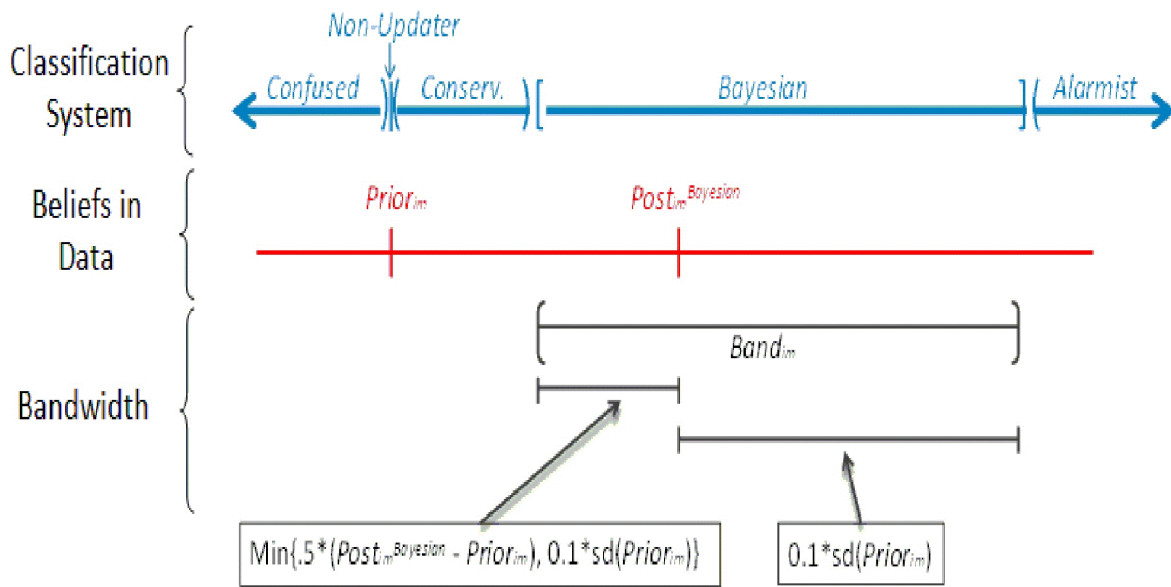 Non-Updater
Classification
System
Confused
Conserv.
Bayesian
Alarmist
Beliefs in
Data
Prior_im
Post_im^Bayesian
Band_im
Bandwidth
Min{.5*(Post_im^Bayesian - Prior_im), 0.1*sd(Prior_im)}
0.1*sd(Prior_im)